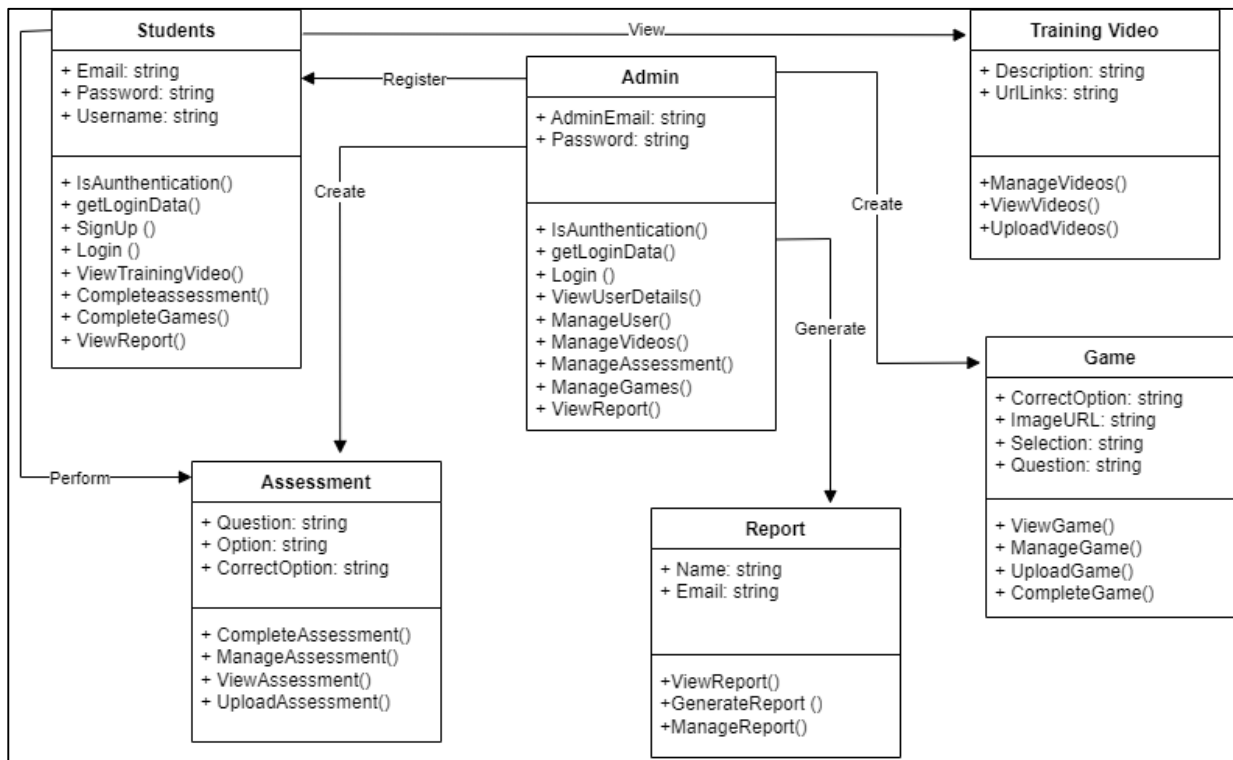 Students
+ Email: string
+ Password: string
+ Username: string
+ IsAunthentication()
+ getLoginData()
+ SignUp ()
+ Login ()
+ ViewTrainingVideo()
+ Completeassessment()
+ CompleteGames()
+ ViewReport()
View
Register
Admin
+ AdminEmail: string
+ Password: string
+ IsAunthentication()
+ getLoginData()
+ Login ()
+ ViewUserDetails()
+ ManageUser()
+ ManageVideos()
+ ManageAssessment()
+ ManageGames()
+ ViewReport()
Training Video
+ Description: string
+ UrlLinks: string
+ManageVideos()
+ViewVideos()
+UploadVideos()
Create
Create
Generate
Perform
Assessment
+ Question: string
+ Option: string
+ CorrectOption: string
+ CompleteAssessment()
+ ManageAssessment()
+ ViewAssessment()
+ UploadAssessment()
Report
+ Name: string
+ Email: string
+ViewReport()
+GenerateReport ()
+ManageReport()
Game
+ CorrectOption: string
+ ImageURL: string
+ Selection: string
+ Question: string
+ ViewGame()
+ ManageGame()
+ UploadGame()
+ CompleteGame()